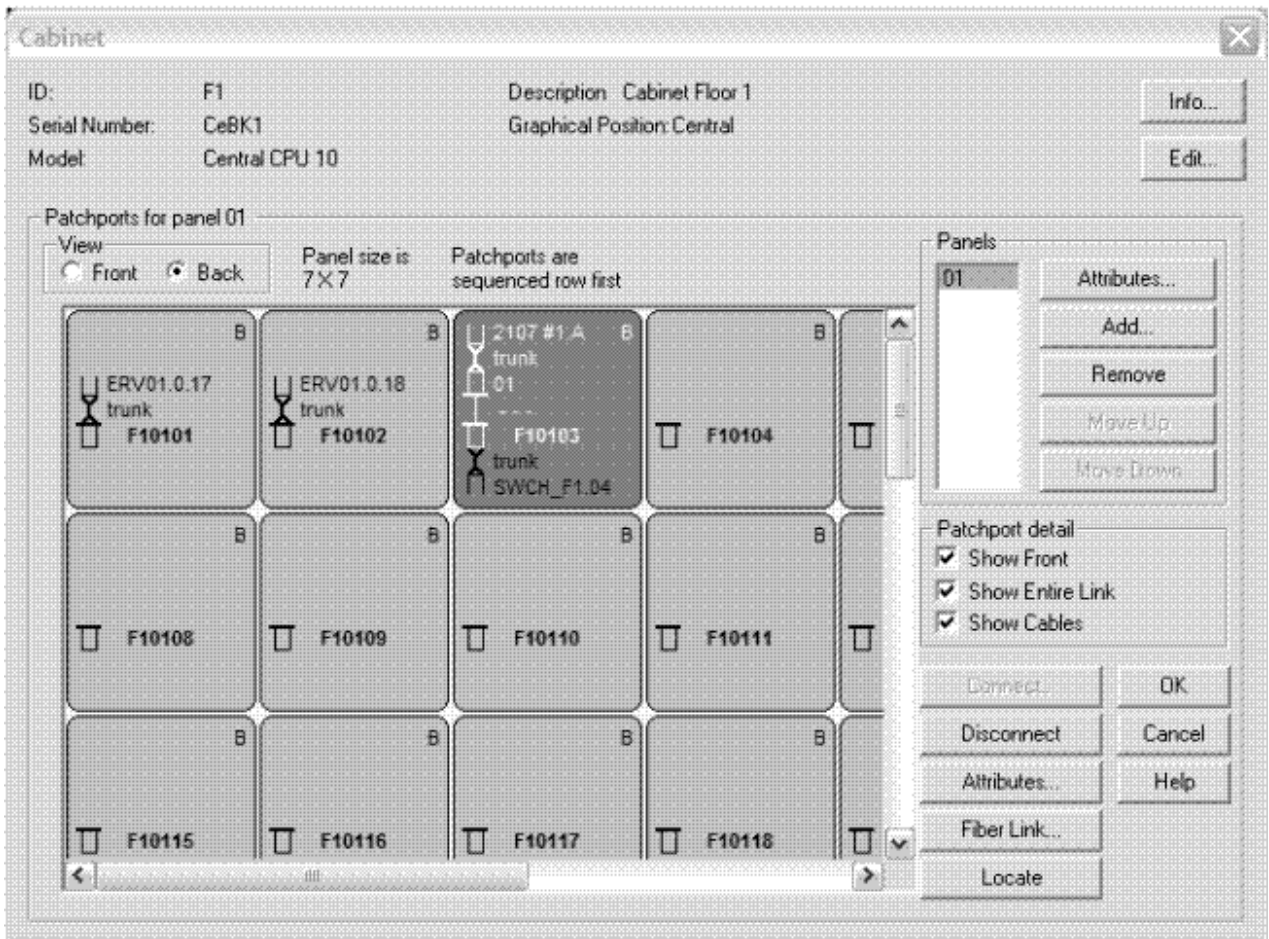 Cabinet
ID: F1 Description Cabinet Floor 1
Info...
Serial Number: CeBK1 Graphical Position: Central
Model: Central CPU 10
Edit...
Patchports for panel 01
View
Front Back
Panel size is
7 X 7
Patchports are
sequenced row first
B
ERV01.0.17
trunk
F10101
B
ERV01.0.18
trunk
F10102
2107 #1.A B
trunk
01
---
F10103
trunk
SWCH_F1.04
B
F10104
B
F10108
B
F10109
B
F10110
B
F10111
B
F10115
B
F10116
B
F10117
B
F10118
Panels
01
Attributes...
Add...
Remove
Move Up
Move Down
Patchport detail
Show Front
Show Entire Link
Show Cables
Connect... OK
Disconnect Cancel
Attributes... Help
Fiber Link...
Locate